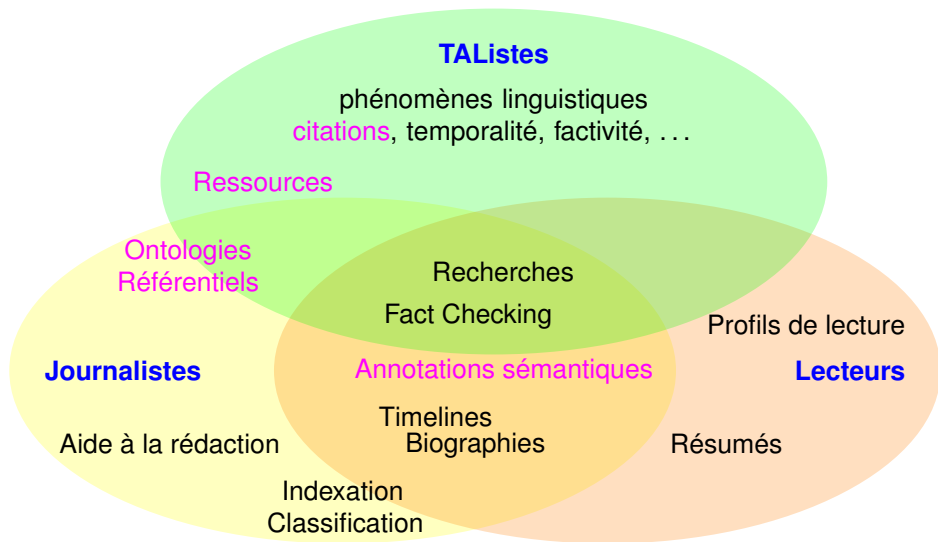 TAListes
phénomènes linguistiques
citations, temporalité, factivité, . . .
Ressources
Ontologies
Référentiels
Recherches
Fact Checking
Profils de lecture
Journalistes
Annotations sémantiques
Lecteurs
Timelines
Biographies
Aide à la rédaction
Résumés
Indexation
Classification